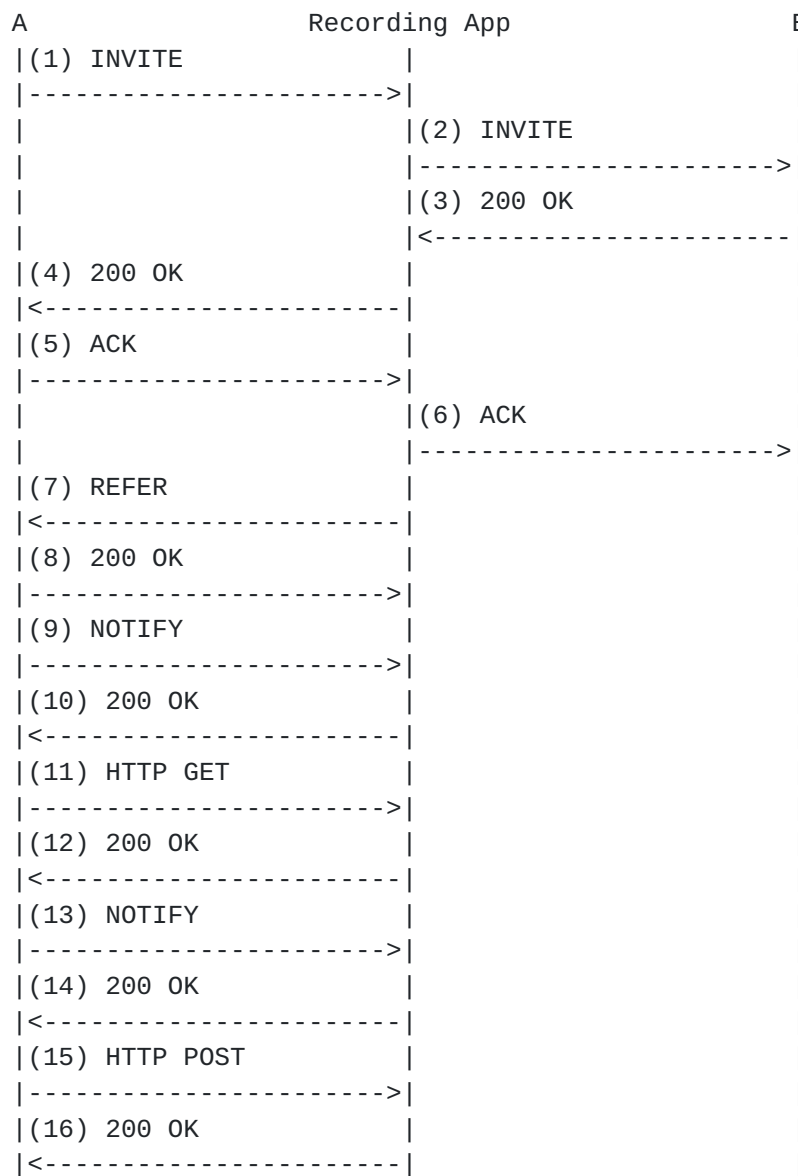 A Recording App
|(1) INVITE |
|----------------------->|
| |(2) INVITE
| |----------------------->
| |(3) 200 OK
| |<-----------------------
|(4) 200 OK |
|<-----------------------|
|(5) ACK |
|----------------------->|
| |(6) ACK
| |----------------------->
|(7) REFER |
|<-----------------------|
|(8) 200 OK |
|----------------------->|
|(9) NOTIFY |
|----------------------->|
|(10) 200 OK |
|<-----------------------|
|(11) HTTP GET |
|----------------------->|
|(12) 200 OK |
|<-----------------------|
|(13) NOTIFY |
|----------------------->|
|(14) 200 OK |
|<-----------------------|
|(15) HTTP POST |
|----------------------->|
|(16) 200 OK |
|<-----------------------|